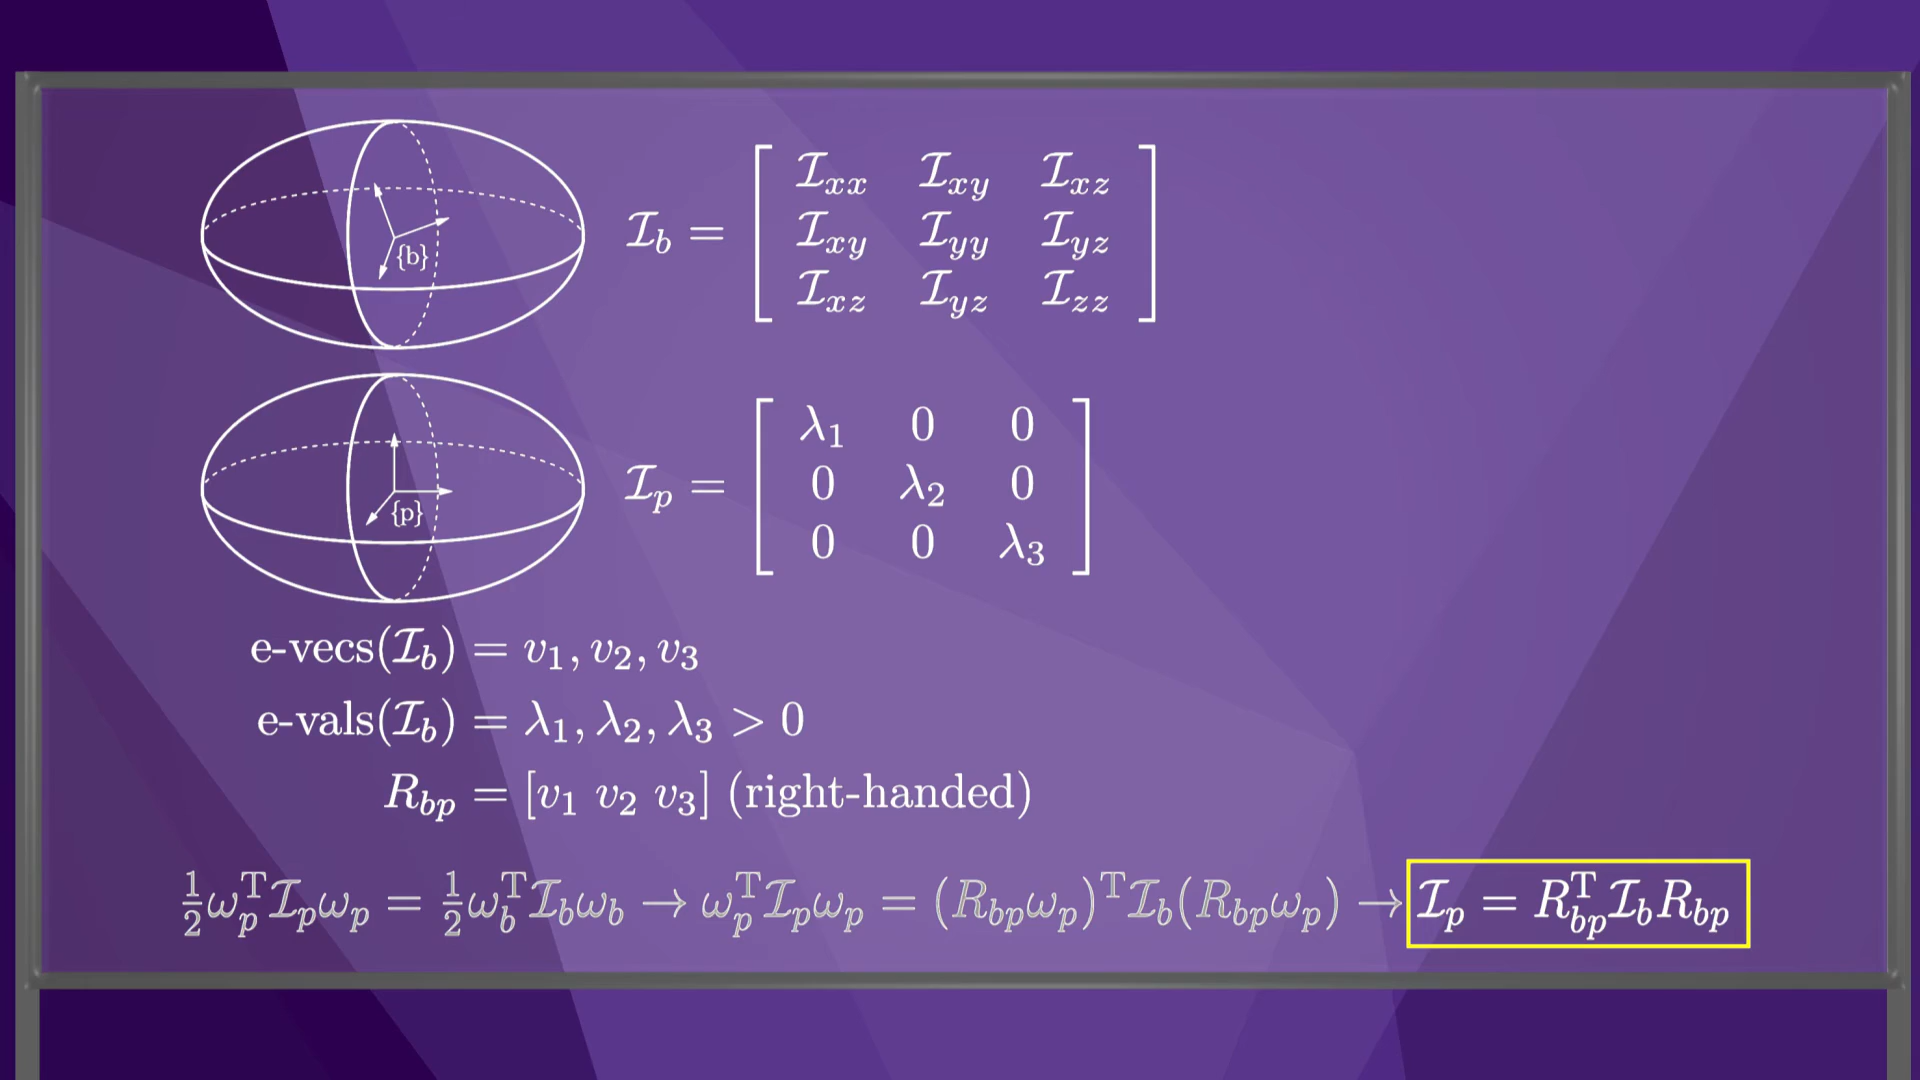 {b}
𝓘_b = [ 𝓘_xx 𝓘_xy 𝓘_xz
𝓘_xy 𝓘_yy 𝓘_yz
𝓘_xz 𝓘_yz 𝓘_zz ]
{p}
𝓘_p = [ λ₁ 0 0
0 λ₂ 0
0 0 λ₃ ]
e-vecs(𝓘_b) = v₁, v₂, v₃
e-vals(𝓘_b) = λ₁, λ₂, λ₃ > 0
R_bp = [v₁ v₂ v₃] (right-handed)
½ω_p^T 𝓘_p ω_p = ½ω_b^T 𝓘_b ω_b → ω_p^T 𝓘_p ω_p = (R_bp ω_p)^T 𝓘_b (R_bp ω_p) → 𝓘_p = R_bp^T 𝓘_b R_bp